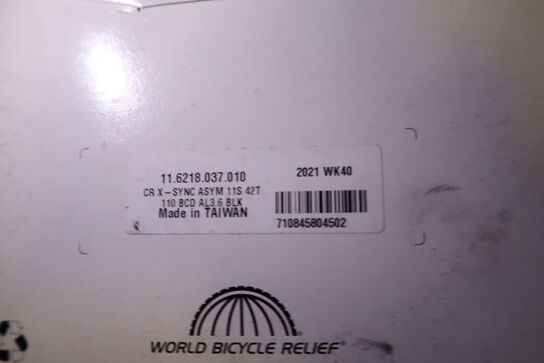 11.6218.037.010
2021 WK40
CR X-SYNC ASYM 11S 42T
110 BCD AL3.6 BLK
Made in TAIWAN
710845804502
WORLD BICYCLE RELIEF®